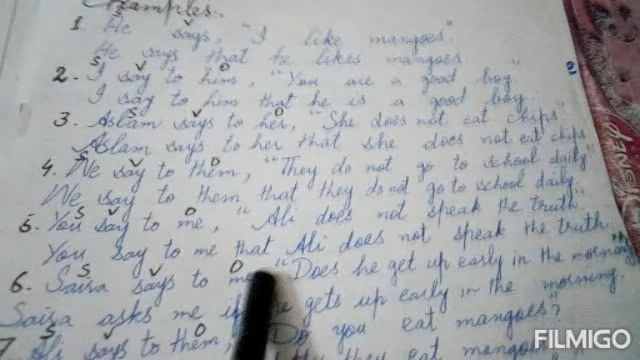 Examples:
1. He says, "I like mangoes"
He says that he likes mangoes
2. I say to him, "You are a good boy"
I say to him that he is a good boy
3. Aslam says to her, "She does not eat chips"
Aslam says to her that she does not eat chips
4. We say to them, "They do not go to school daily"
We say to them that they do not go to school daily.
5. You say to me, "Ali does not speak the truth"
You say to me that Ali does not speak the truth.
6. Saira says to me "Does he get up early in the morning
Saira asks me if he gets up early in the morning.
7. Ali says to them, "Do you eat mangoes?
they eat mangoes
FILMIGO